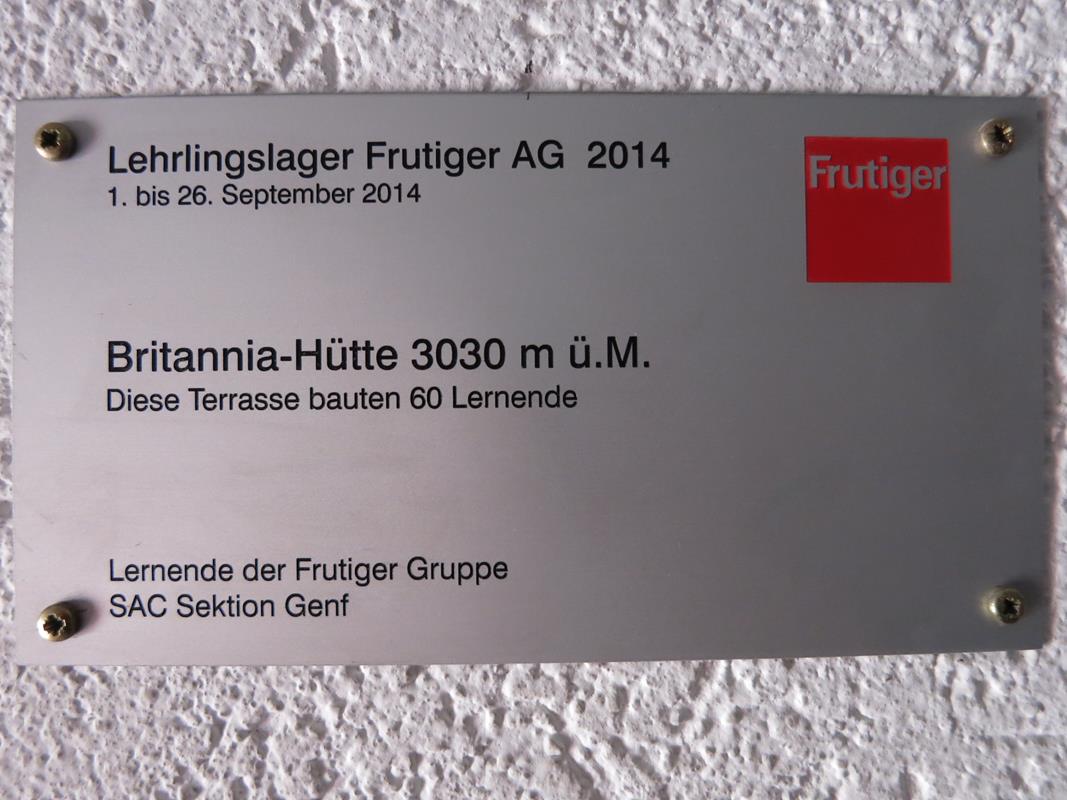 Lehrlingslager Frutiger AG 2014
1. bis 26. September 2014
Frutiger
Britannia-Hütte 3030 m ü.M.
Diese Terrasse bauten 60 Lernende
Lernende der Frutiger Gruppe
SAC Sektion Genf